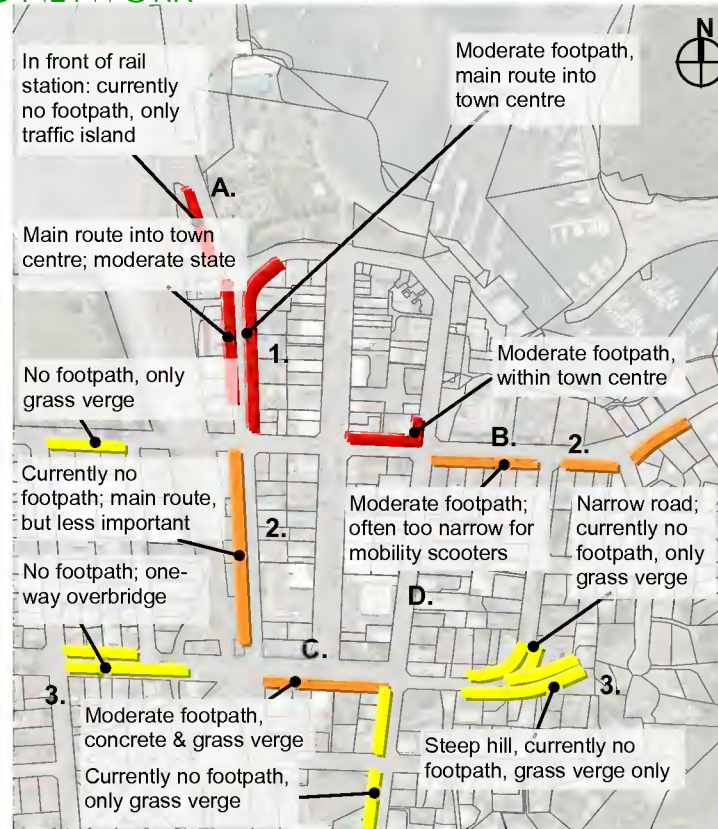 N
In front of rail
station: currently
no footpath, only
traffic island
Moderate footpath,
main route into
town centre
A.
Main route into town
centre; moderate state
1.
Moderate footpath,
within town centre
No footpath, only
grass verge
B.
2.
Currently no
footpath; main route,
but less important
2.
Moderate footpath;
often too narrow for
mobility scooters
Narrow road;
currently no
footpath, only
grass verge
No footpath; one-
way overbridge
D.
C.
3.
3.
Moderate footpath,
concrete & grass verge
Steep hill, currently no
footpath, grass verge only
Currently no footpath,
only grass verge